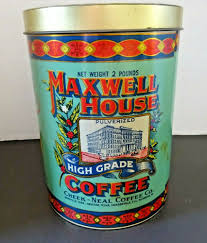 NET WEIGHT 2 POUNDS
MAXWELL
HOUSE
PULVERIZED
HIGH GRADE
COFFEE
CHEEK-NEAL COFFEE CO.